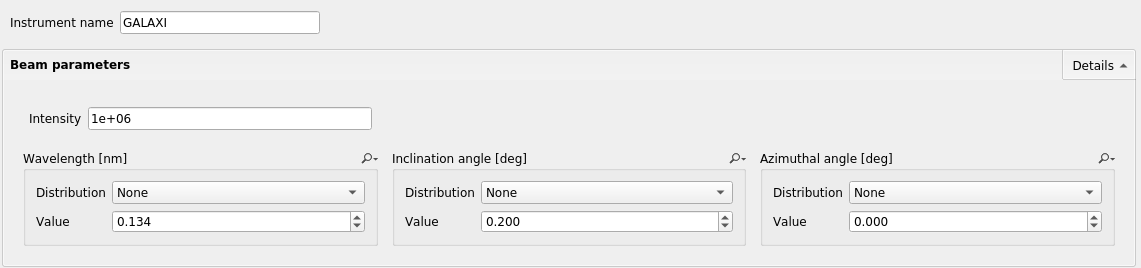 Instrument name GALAXI
Beam parameters Details
Intensity 1e+06
Wavelength [nm] Inclination angle [deg] Azimuthal angle [deg]
Distribution None Distribution None Distribution None
Value 0.134 Value 0.200 Value 0.000